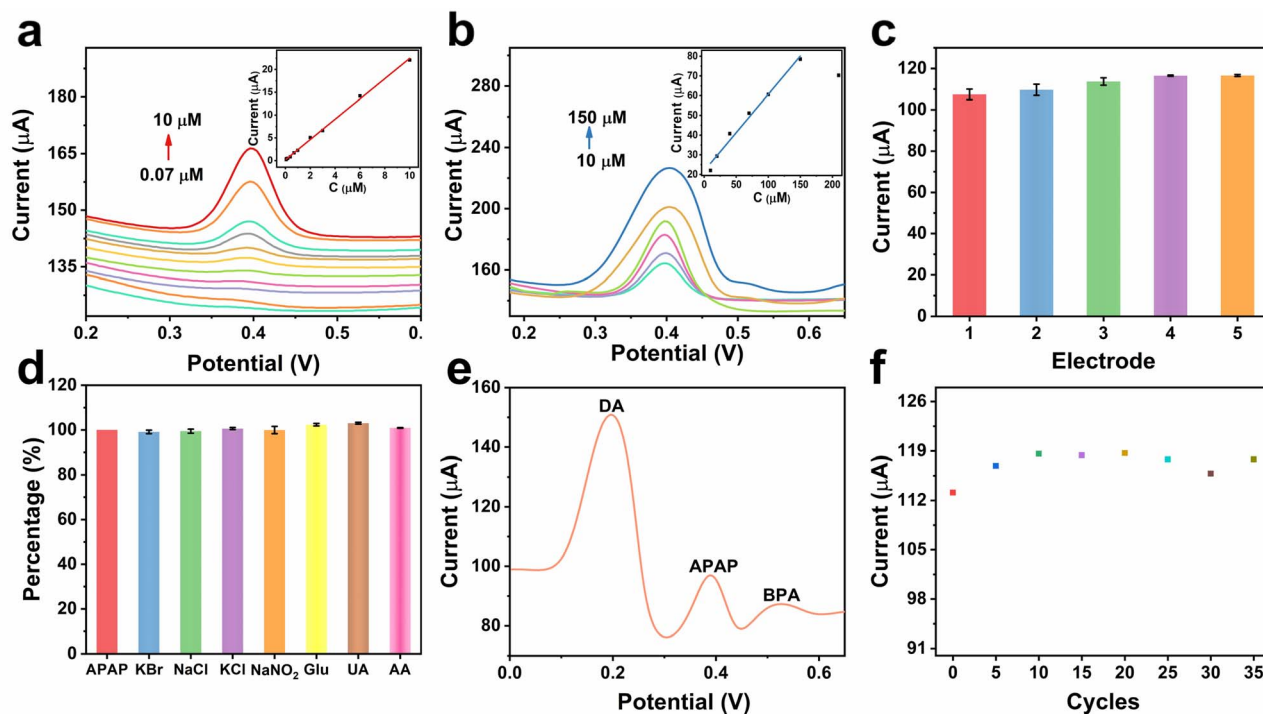 a
Current (μA)
180
165
150
135
0.2
0.3
0.4
0.5
0.
Potential (V)
10 μM
0.07 μM
Current (μA)
25
20
15
10
5
0
0
2
4
6
8
10
C (μM)
b
Current (μA)
280
240
200
160
0.2
0.3
0.4
0.5
0.6
Potential (V)
150 μM
10 μM
Current (μA)
80
70
60
50
40
30
20
0
50
100
150
200
C (μM)
c
Current (μA)
120
100
80
60
40
20
0
1
2
3
4
5
Electrode
d
Percentage (%)
120
100
80
60
40
20
0
APAP KBr NaCl KCl NaNO₂ Glu UA AA
e
Current (μA)
160
140
120
100
80
0.0
0.2
0.4
0.6
Potential (V)
DA
APAP
BPA
f
Current (μA)
126
119
112
105
98
91
0
5
10
15
20
25
30
35
Cycles